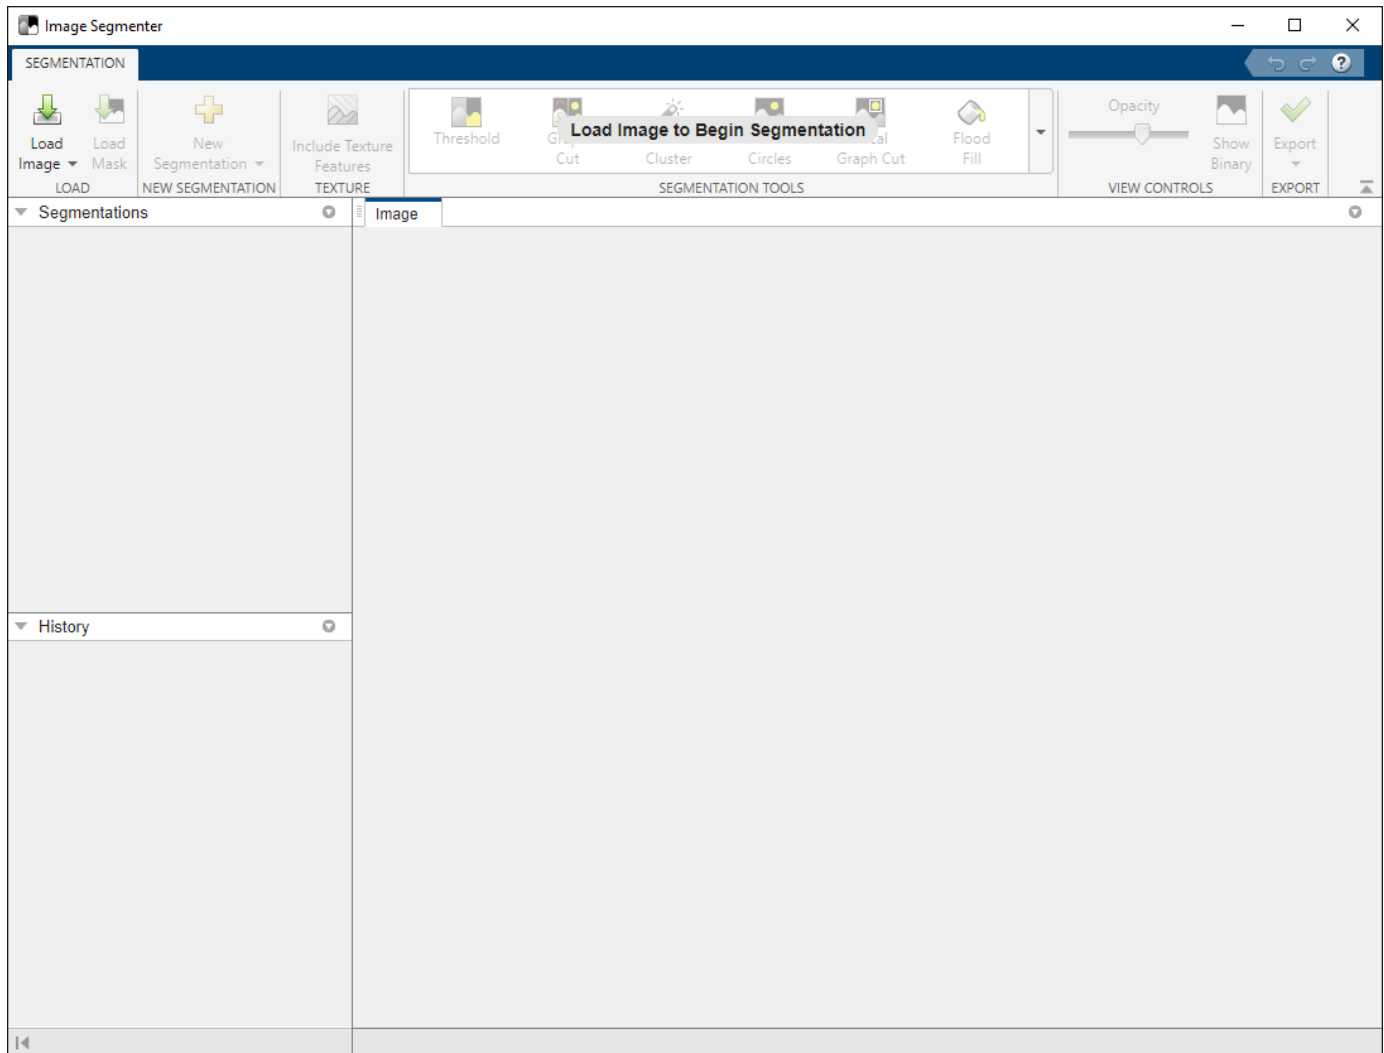 Image Segmenter
SEGMENTATION
Load Image
Load Mask
LOAD
New Segmentation
NEW SEGMENTATION
Include Texture Features
TEXTURE
Threshold
Cut
Cluster
Circles
Graph Cut
Flood Fill
Load Image to Begin Segmentation
SEGMENTATION TOOLS
Opacity
Show Binary
VIEW CONTROLS
Export
EXPORT
Segmentations
Image
History